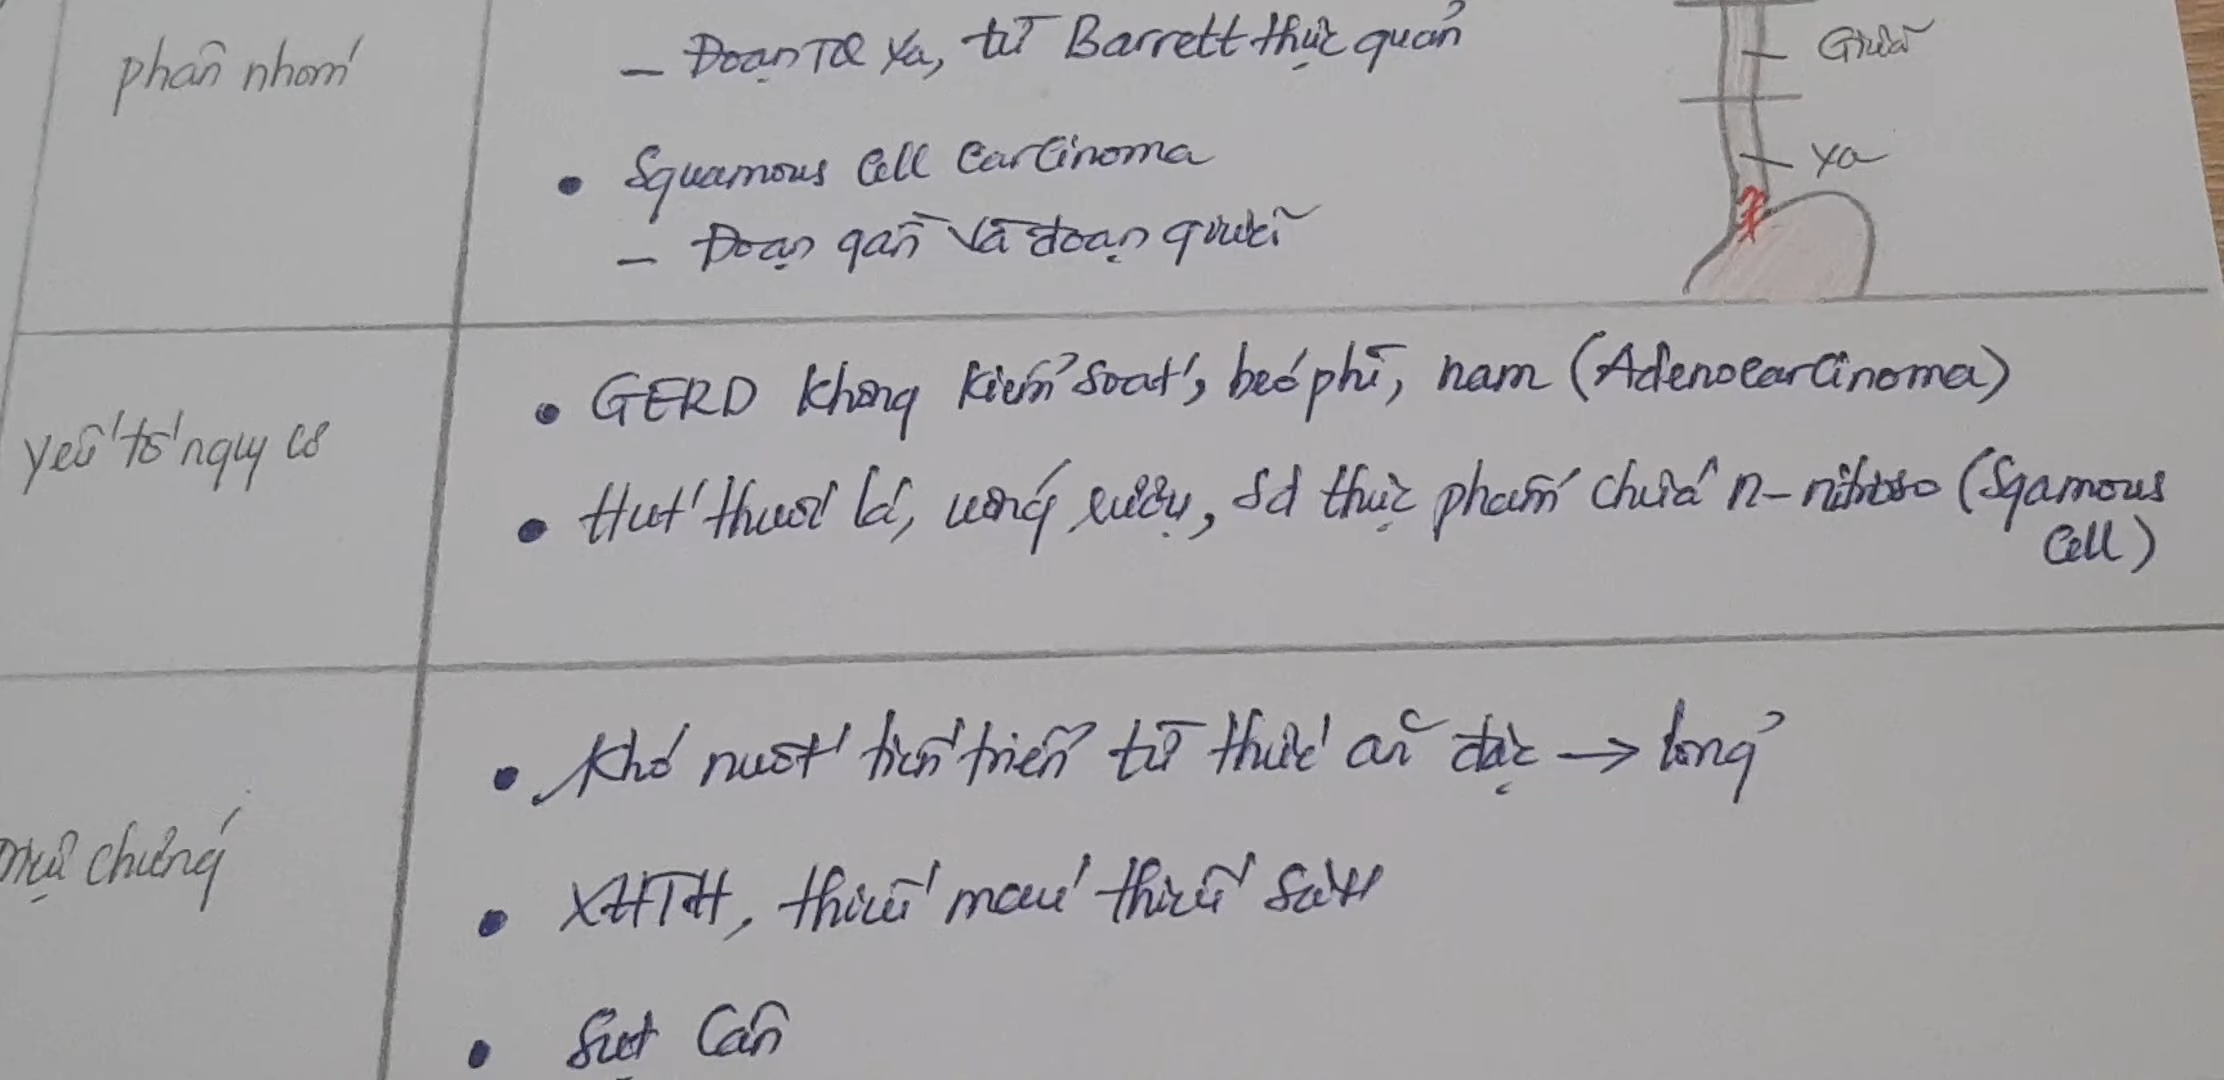 phân nhóm
– Đoạn TQ xa, từ Barrett thực quản
• Squamous cell carcinoma
– Đoạn gần và đoạn giữa
Giữa
xa
yếu tố nguy cơ
• GERD không kiểm soát, béo phì, nam (Adenocarcinoma)
• Hút thuốc lá, uống rượu, sd thực phẩm chứa n-nitroso (Sqamous
cell)
triệu chứng
• Khó nuốt tiến triển từ thức ăn đặc → lỏng
• XHTH, thiếu máu thiếu sắt
• Sụt cân